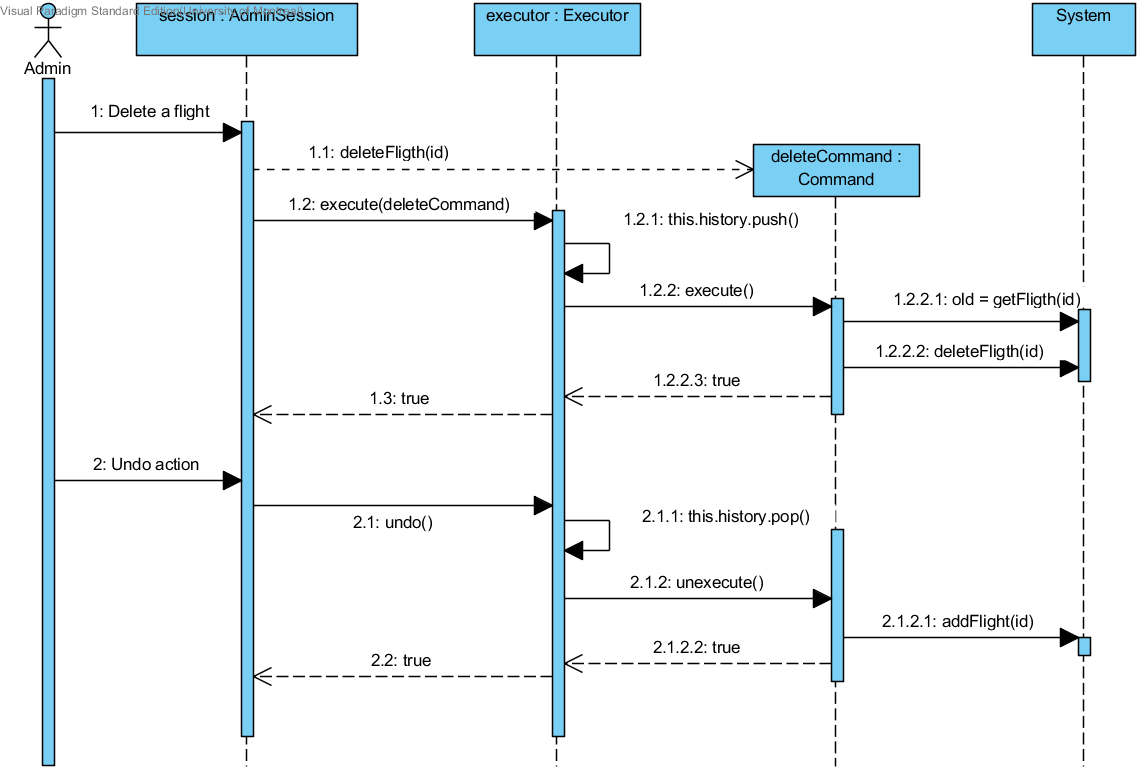 Visual Paradigm Standard Edition(University of Montreal)
session : AdminSession
executor : Executor
System
Admin
1: Delete a flight
1.1: deleteFligth(id)
deleteCommand :
Command
1.2: execute(deleteCommand)
1.2.1: this.history.push()
1.2.2: execute()
1.2.2.1: old = getFligth(id)
1.2.2.2: deleteFligth(id)
1.2.2.3: true
1.3: true
2: Undo action
2.1: undo()
2.1.1: this.history.pop()
2.1.2: unexecute()
2.1.2.1: addFlight(id)
2.1.2.2: true
2.2: true